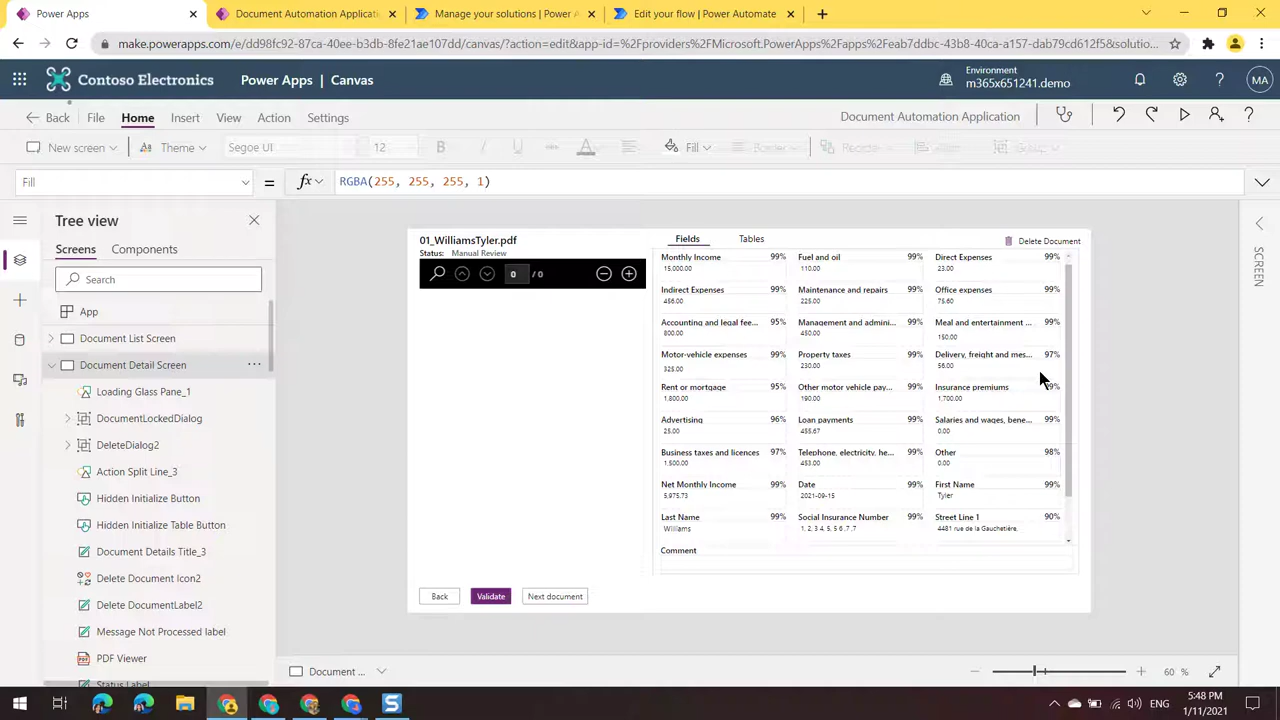 Power Apps
Document Automation Applicati
Manage your solutions | Power A
Edit your flow | Power Automate
make.powerapps.com/e/dd98fc92-87ca-40ee-b3db-8fe21ae107dd/canvas/?action=edit&app-id=%2Fproviders%2FMicrosoft.PowerApps%2Fapps%2Feab7ddbc-43b8-40ca-a157-dab79cd612f5&solutio...
Contoso Electronics
Power Apps | Canvas
Environment
m365x651241.demo
MA
Back
File
Home
Insert
View
Action
Settings
Document Automation Application
New screen
Theme
Segoe UI
12
B
Fill
Border
Reorder
Align
Group
Fill
= fx
RGBA(255, 255, 255, 1)
Tree view
Screens
Components
Search
App
Document List Screen
Document Detail Screen
Loading Glass Pane_1
DocumentLockedDialog
DeleteDialog2
Action Split Line_3
Hidden Initialize Button
Hidden Initialize Table Button
Document Details Title_3
Delete Document Icon2
Delete DocumentLabel2
Message Not Processed label
PDF Viewer
Status Label
01_WilliamsTyler.pdf
Status: Manual Review
0 / 0
Fields
Tables
Delete Document
Monthly Income 99% Fuel and oil 99% Direct Expenses 99%
15,000.00 110.00 23.00
Indirect Expenses 99% Maintenance and repairs 99% Office expenses 99%
456.00 225.00 75.60
Accounting and legal fee... 95% Management and admini... 99% Meal and entertainment ... 99%
800.00 450.00 150.00
Motor-vehicle expenses 99% Property taxes 99% Delivery, freight and mes... 97%
325.00 230.00 56.00
Rent or mortgage 95% Other motor vehicle pay... 99% Insurance premiums 9%
1,800.00 190.00 1,700.00
Advertising 96% Loan payments 99% Salaries and wages, bene... 99%
25.00 455.67 0.00
Business taxes and licences 97% Telephone, electricity, he... 99% Other 98%
1,500.00 453.00 0.00
Net Monthly Income 99% Date 99% First Name 99%
5,975.73 2021-09-15 Tyler
Last Name 99% Social Insurance Number 99% Street Line 1 90%
Williams 1, 2, 3 4, 5, 5 6 ,7 ,7 4481 rue de la Gauchetière,
Comment
Back
Validate
Next document
SCREEN
Document ...
60 %
ENG
5:48 PM
1/11/2021